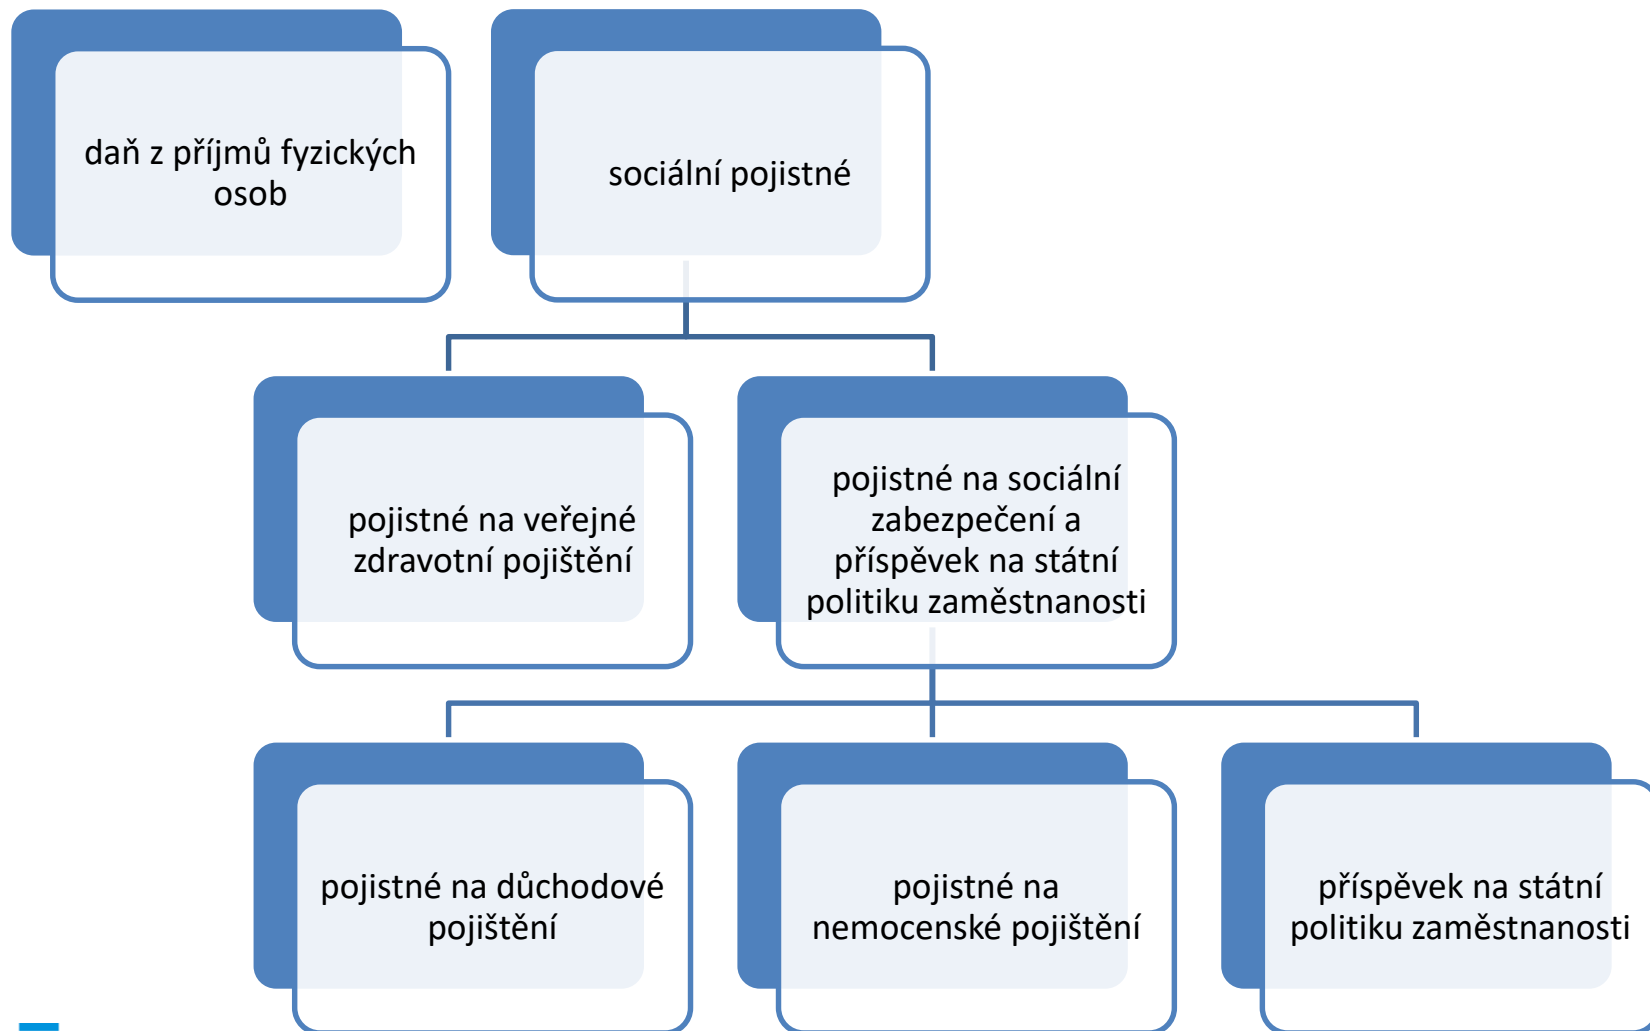 daň z příjmů fyzických
osob
sociální pojistné
pojistné na veřejné
zdravotní pojištění
pojistné na sociální
zabezpečení a
příspěvek na státní
politiku zaměstnanosti
pojistné na důchodové
pojištění
pojistné na
nemocenské pojištění
příspěvek na státní
politiku zaměstnanosti